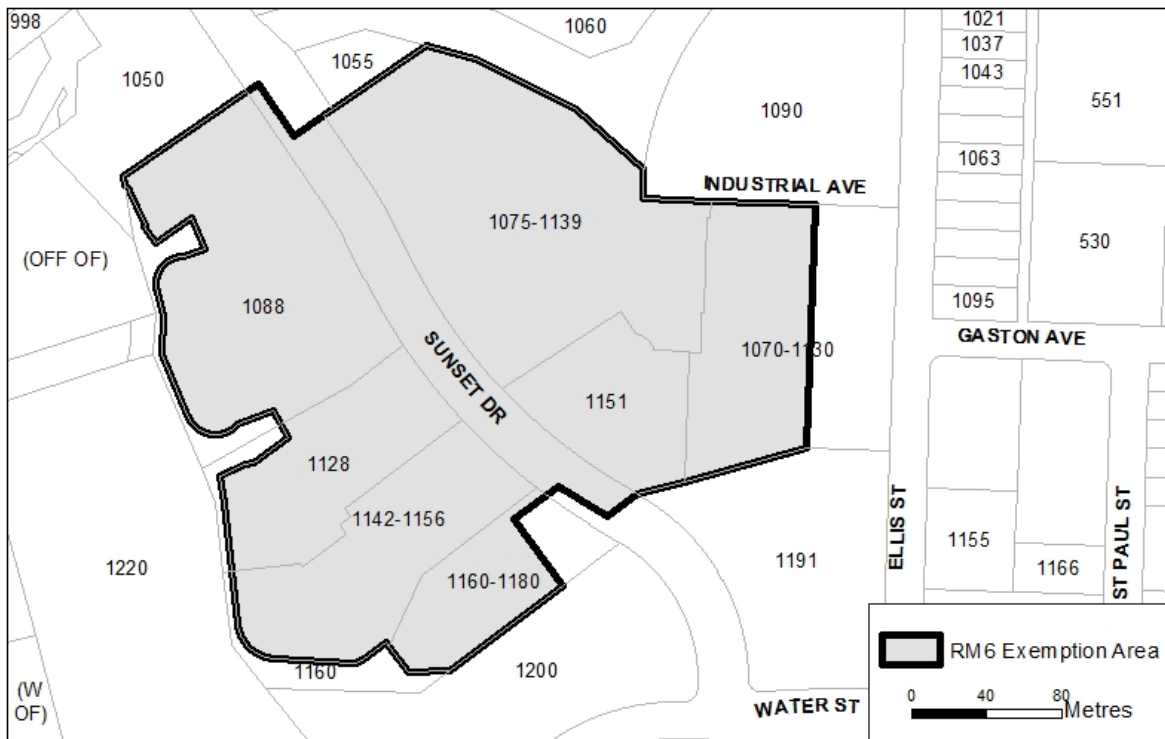 998
1060
1021
1037
1043
1055
1050
551
1090
1063
INDUSTRIAL AVE
1075-1139
530
(OFF OF)
1088
1095
GASTON AVE
1070-1130
SUNSET DR
1151
1128
1142-1156
ELLIS ST
ST PAUL ST
1155
1191
1166
1220
1160-1180
1160
1200
(W
OF)
WATER ST
RM6 Exemption Area
0 40 80
Metres